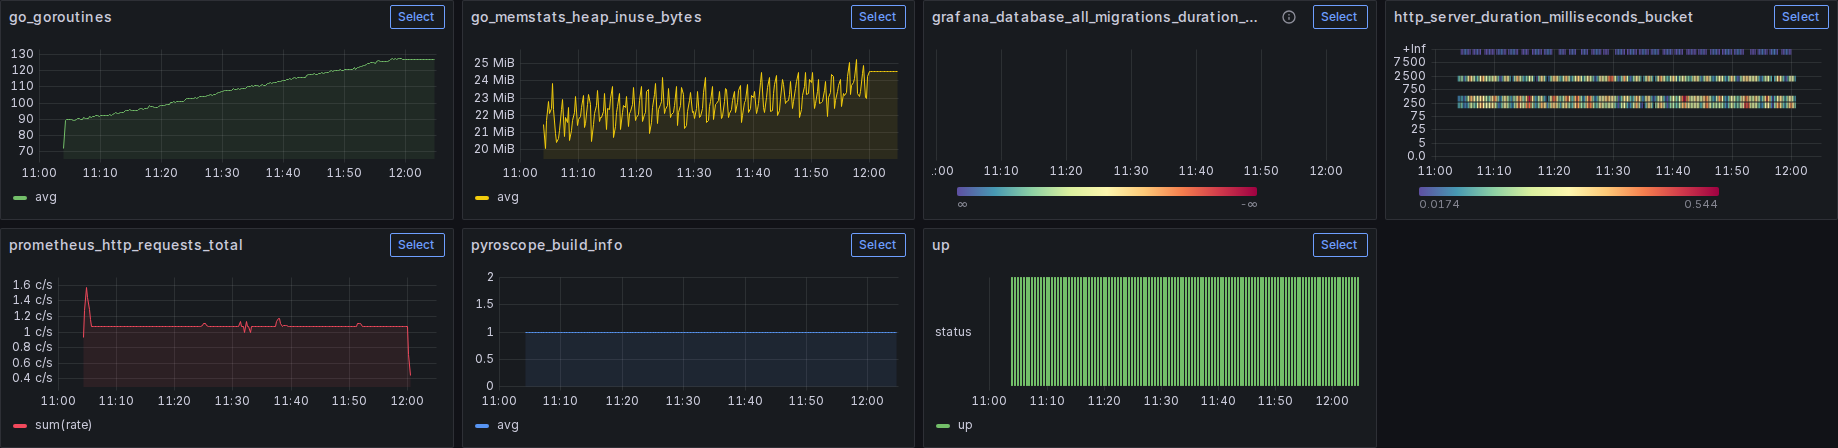 go_goroutines Select
130
120
110
100
90
80
70
11:00 11:10 11:20 11:30 11:40 11:50 12:00
avg
go_memstats_heap_inuse_bytes Select
25 MiB
24 MiB
23 MiB
22 MiB
21 MiB
20 MiB
11:00 11:10 11:20 11:30 11:40 11:50 12:00
avg
grafana_database_all_migrations_duration_... Select
:00 11:10 11:20 11:30 11:40 11:50 12:00
∞ -∞
http_server_duration_milliseconds_bucket Select
+Inf
7500
2500
750
250
75
25
5
0.0
11:00 11:10 11:20 11:30 11:40 11:50 12:00
0.0174 0.544
prometheus_http_requests_total Select
1.6 c/s
1.4 c/s
1.2 c/s
1 c/s
0.8 c/s
0.6 c/s
0.4 c/s
11:00 11:10 11:20 11:30 11:40 11:50 12:00
sum(rate)
pyroscope_build_info Select
2
1.5
1
0.5
0
11:00 11:10 11:20 11:30 11:40 11:50 12:00
avg
up Select
status
11:00 11:10 11:20 11:30 11:40 11:50 12:00
up